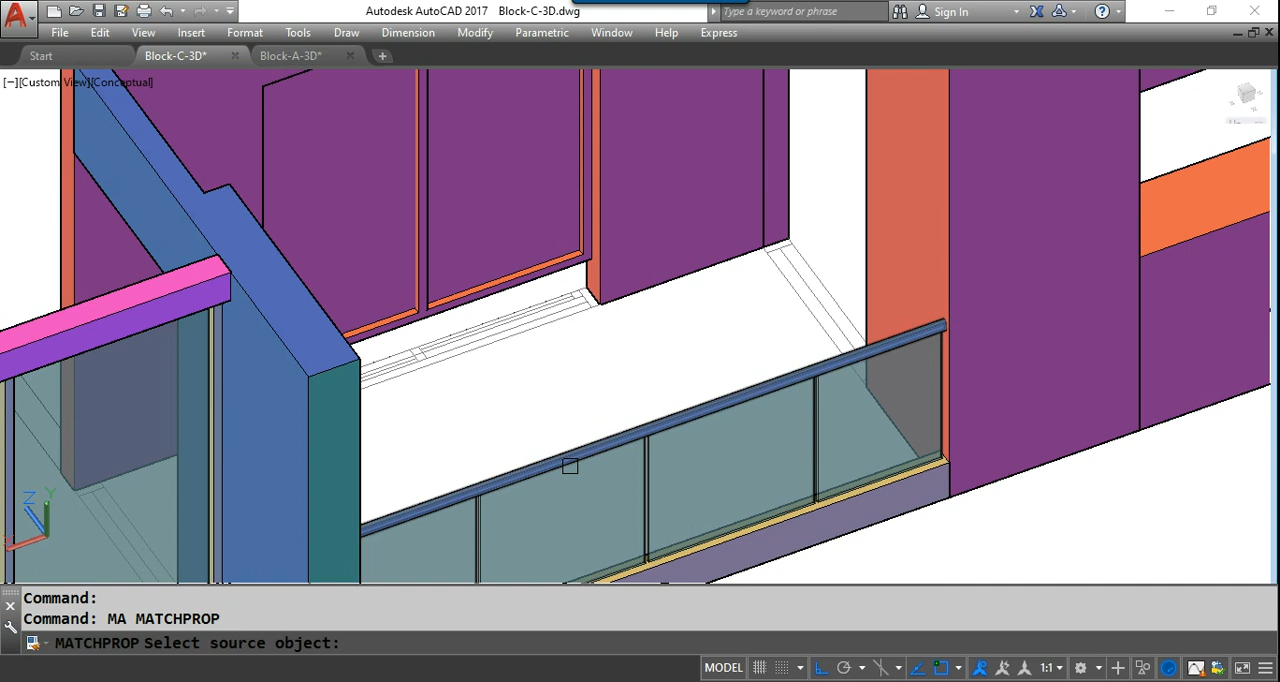 Autodesk AutoCAD 2017 Block-C-3D.dwg
Type a keyword or phrase
Sign In
File Edit View Insert Format Tools Draw Dimension Modify Parametric Window Help Express
Start Block-C-3D* Block-A-3D*
[−][Custom View][Conceptual]
Z Y
Command:
Command: MA MATCHPROP
MATCHPROP Select source object:
MODEL 1:1